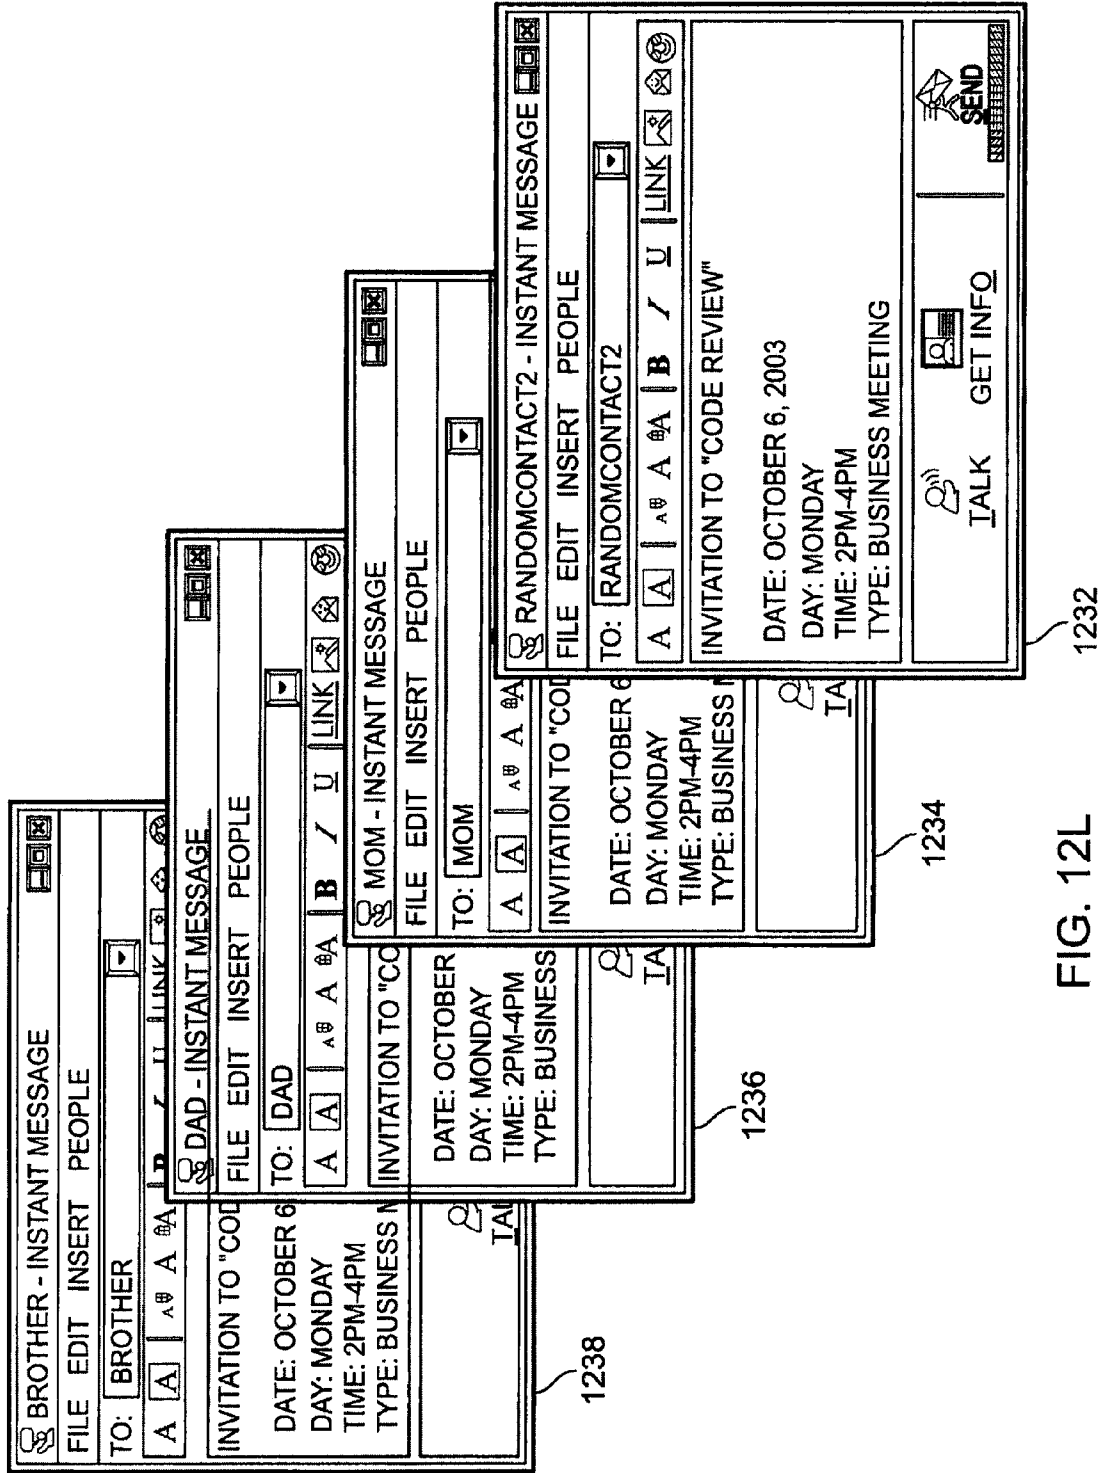 BROTHER - INSTANT MESSAGE
FILE EDIT INSERT PEOPLE
TO: BROTHER
A A A A A B I U LINK
INVITATION TO "COD
DATE: OCTOBER 6
DAY: MONDAY
TIME: 2PM-4PM
TYPE: BUSINESS M
TAL
1238
DAD - INSTANT MESSAGE
FILE EDIT INSERT PEOPLE
TO: DAD
A A A A A B I U LINK
INVITATION TO "CO
DATE: OCTOBER
DAY: MONDAY
TIME: 2PM-4PM
TYPE: BUSINESS
TA
1236
MOM - INSTANT MESSAGE
FILE EDIT INSERT PEOPLE
TO: MOM
A A A A A
INVITATION TO "COD
DATE: OCTOBER 6
DAY: MONDAY
TIME: 2PM-4PM
TYPE: BUSINESS M
TA
1234
RANDOMCONTACT2 - INSTANT MESSAGE
FILE EDIT INSERT PEOPLE
TO: RANDOMCONTACT2
A A A A A B I U LINK
INVITATION TO "CODE REVIEW"
DATE: OCTOBER 6, 2003
DAY: MONDAY
TIME: 2PM-4PM
TYPE: BUSINESS MEETING
TALK GET INFO SEND
1232
FIG. 12L